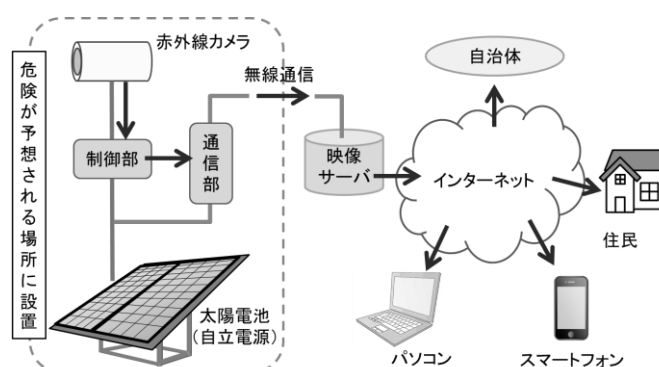 危険が予想される場所に設置
赤外線カメラ
制御部
通信部
太陽電池
(自立電源)
無線通信
映像
サーバ
インターネット
自治体
住民
パソコン
スマートフォン